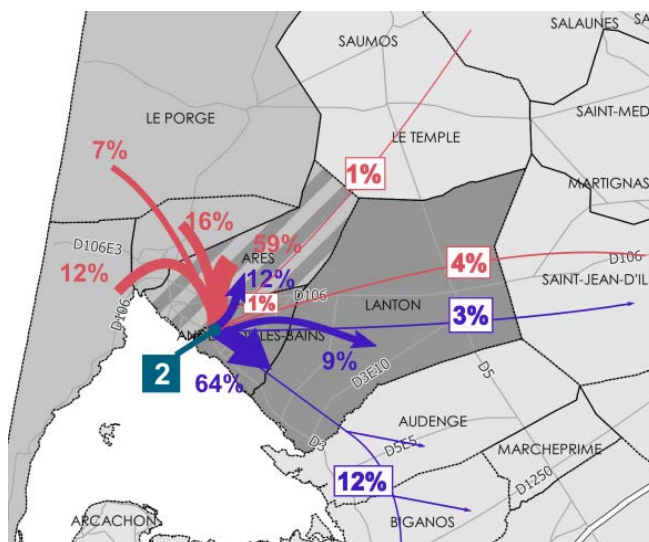 SALAUNES
SAUMOS
LE PORGE
SAINT-MED
LE TEMPLE
7%
1%
MARTIGNAS
16%
D106E3
59%
12%
ARES
4%
D106
12%
SAINT-JEAN-D'IL
D106
1%
D106
LANTON
3%
2
9%
64%
D3E10
D5
AUDENGE
D3
D5E5
MARCHEPRIME
12%
D1250
ARCACHON
BIGANOS